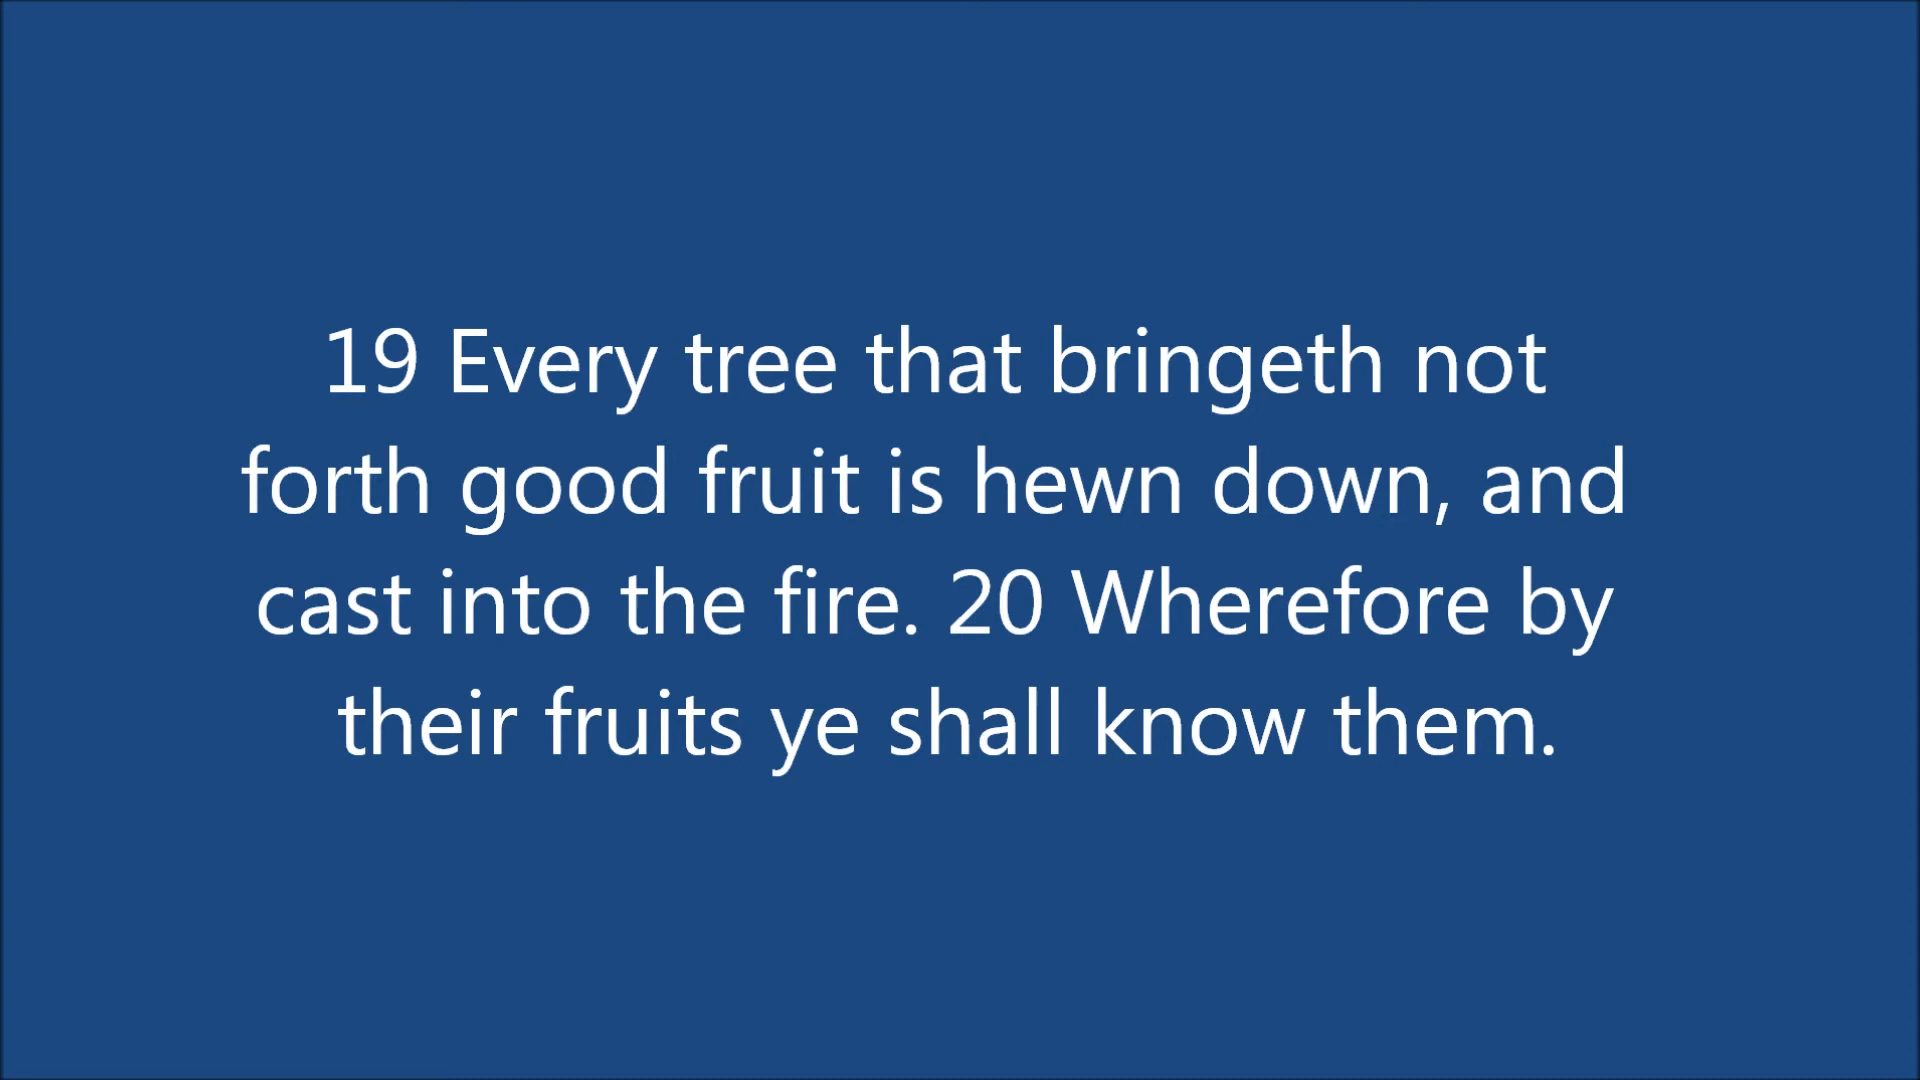 19 Every tree that bringeth not
forth good fruit is hewn down, and
cast into the fire. 20 Wherefore by
their fruits ye shall know them.